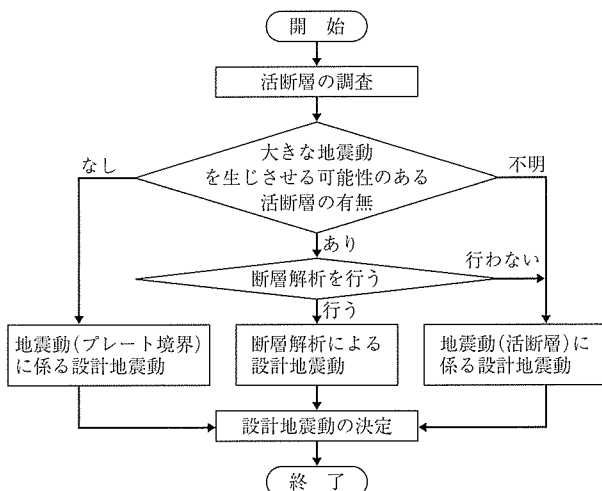 開　始
活断層の調査
大きな地震動
を生じさせる可能性のある
活断層の有無
なし
不明
あり
断層解析を行う
行わない
行う
地震動(プレート境界)
に係る設計地震動
断層解析による
設計地震動
地震動(活断層)に
係る設計地震動
設計地震動の決定
終　了